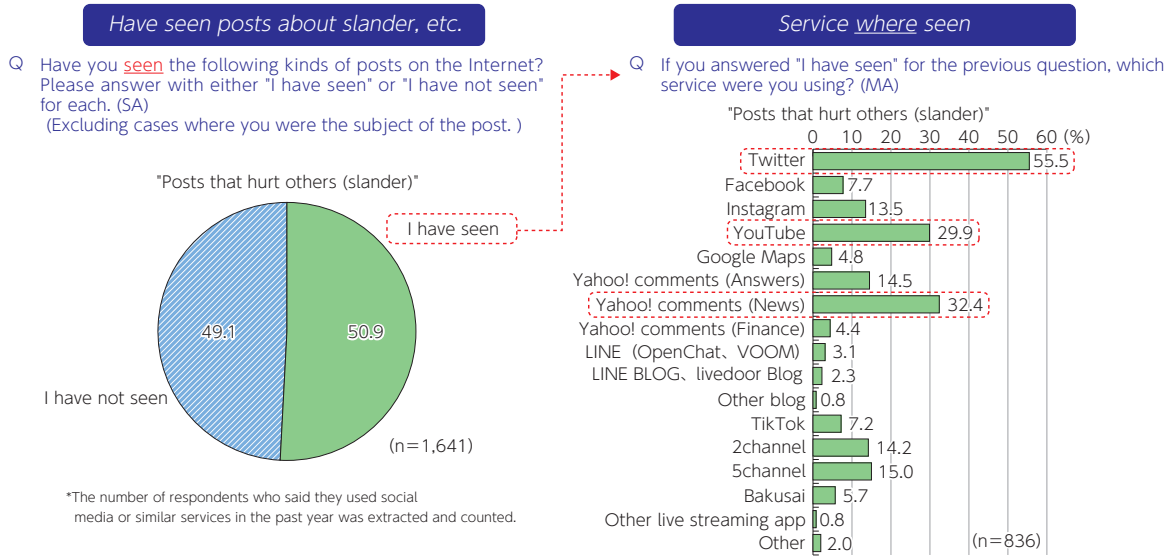 Have seen posts about slander, etc.
Q Have you seen the following kinds of posts on the Internet?
Please answer with either "I have seen" or "I have not seen"
for each. (SA)
(Excluding cases where you were the subject of the post. )
"Posts that hurt others (slander)"
I have seen
49.1
50.9
I have not seen
(n=1,641)
*The number of respondents who said they used social
media or similar services in the past year was extracted and counted.
Service where seen
Q If you answered "I have seen" for the previous question, which
service were you using? (MA)
"Posts that hurt others (slander)"
0 10 20 30 40 50 60 (%)
Twitter 55.5
Facebook 7.7
Instagram 13.5
YouTube 29.9
Google Maps 4.8
Yahoo! comments (Answers) 14.5
Yahoo! comments (News) 32.4
Yahoo! comments (Finance) 4.4
LINE (OpenChat、VOOM) 3.1
LINE BLOG、livedoor Blog 2.3
Other blog 0.8
TikTok 7.2
2channel 14.2
5channel 15.0
Bakusai 5.7
Other live streaming app 0.8
Other 2.0
(n=836)